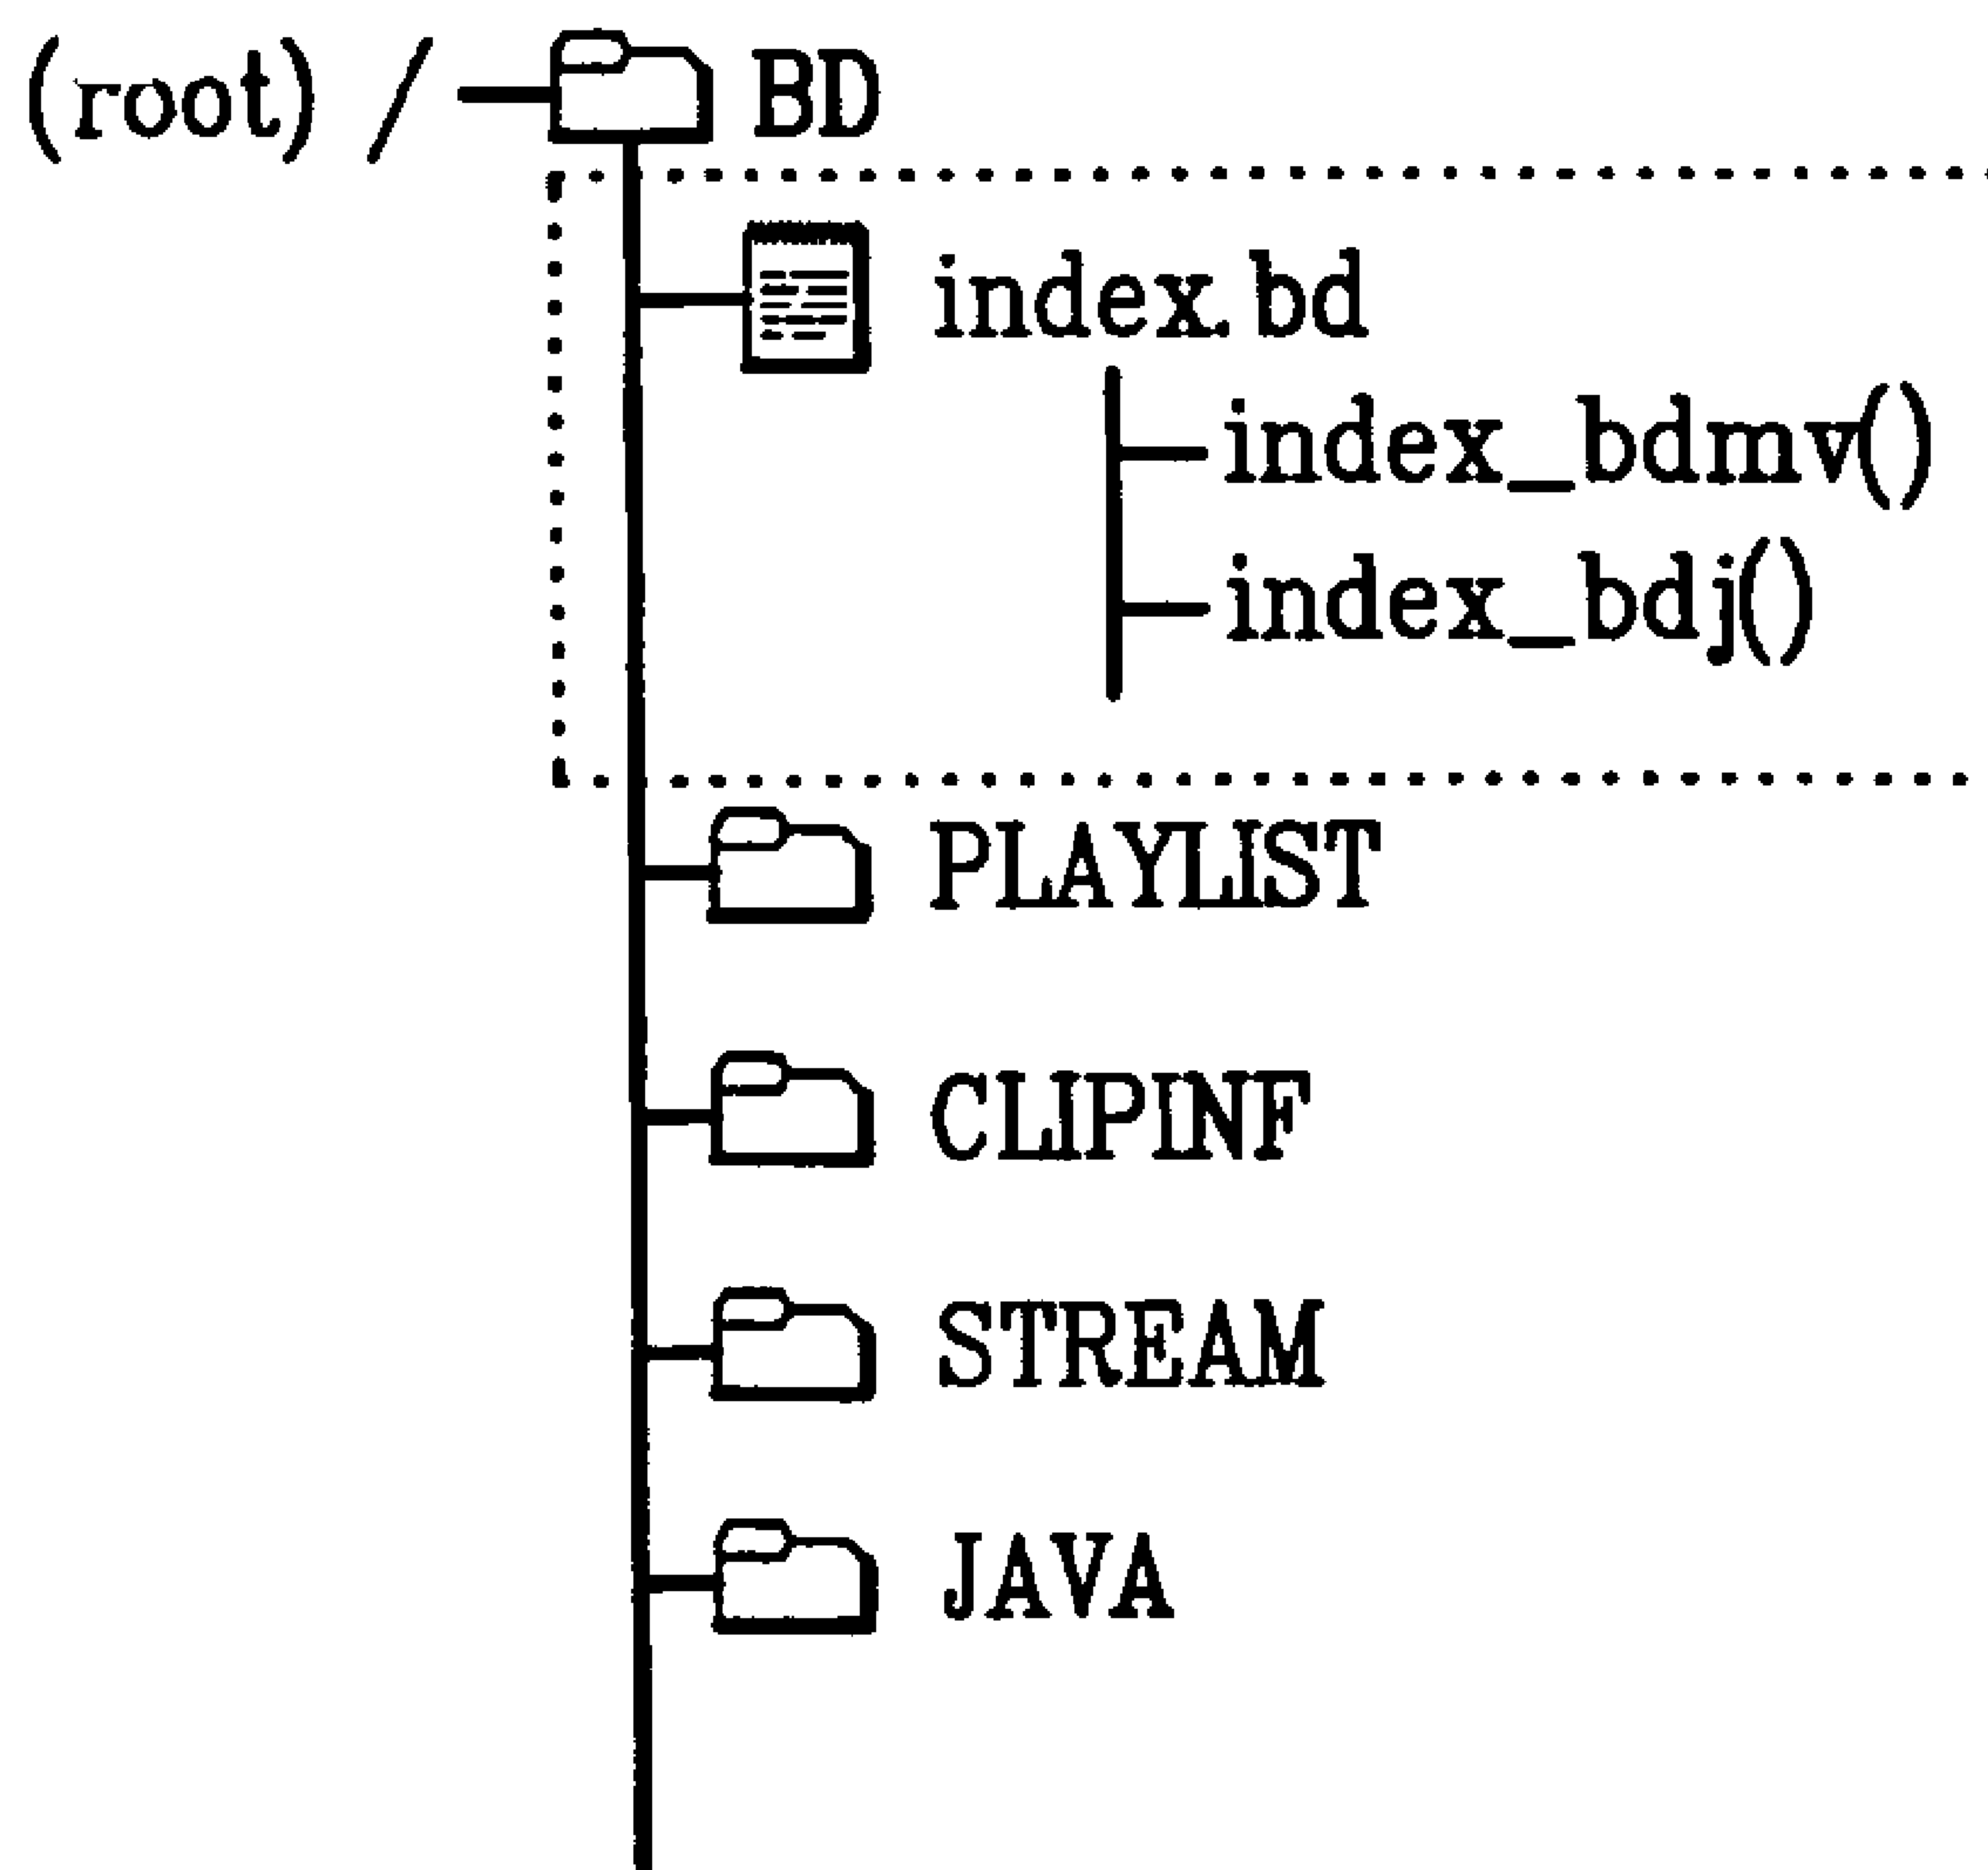 (root) / BD
index.bd
index_bdmv()
index_bdj()
PLAYLIST
CLIPINF
STREAM
JAVA